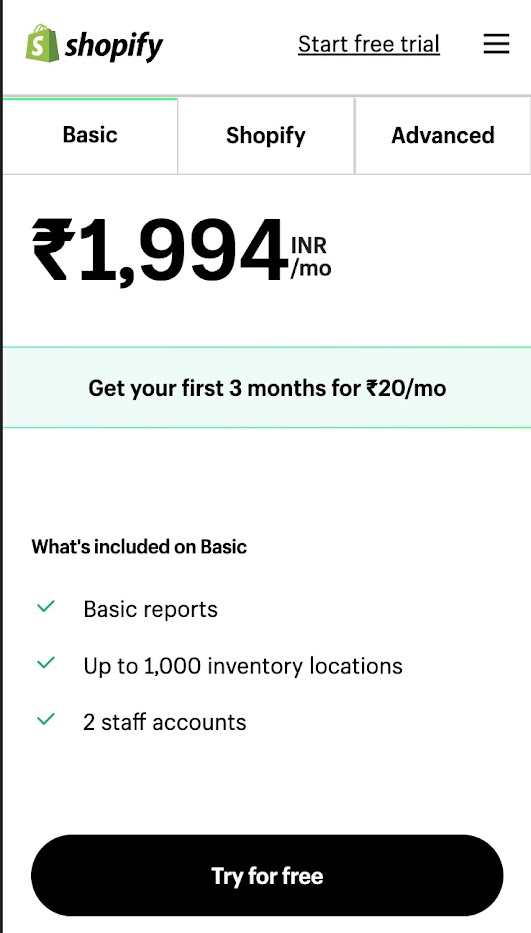 shopify
Start free trial
Basic
Shopify
Advanced
₹1,994 INR
/mo
Get your first 3 months for ₹20/mo
What's included on Basic
Basic reports
Up to 1,000 inventory locations
2 staff accounts
Try for free